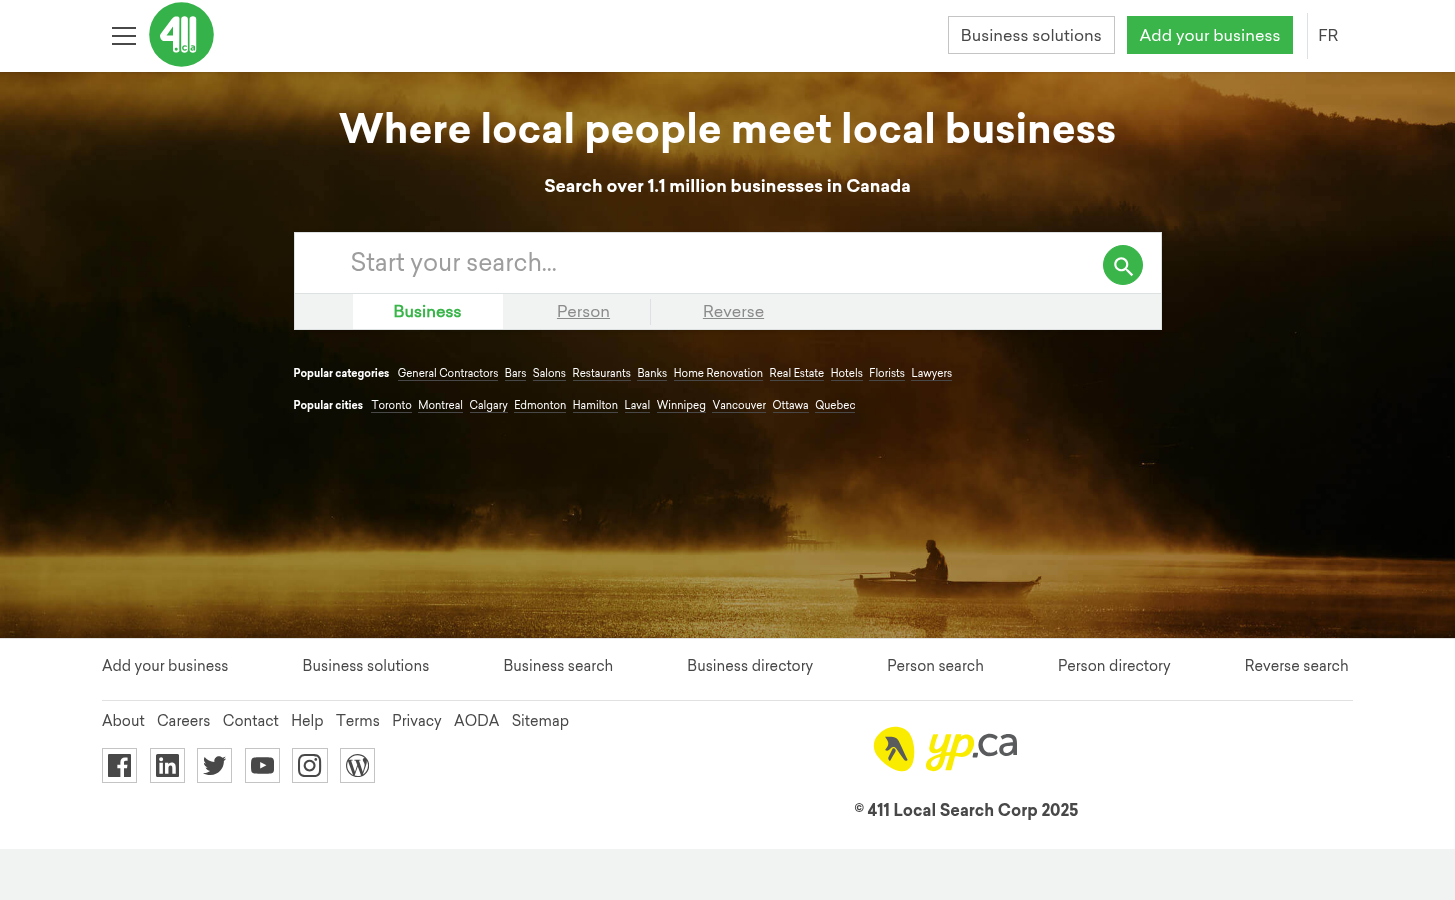 411
.ca
Business solutions
Add your business
FR
Where local people meet local business
Search over 1.1 million businesses in Canada
Start your search...
Business Person Reverse
Popular categories General Contractors Bars Salons Restaurants Banks Home Renovation Real Estate Hotels Florists Lawyers
Popular cities Toronto Montreal Calgary Edmonton Hamilton Laval Winnipeg Vancouver Ottawa Quebec
Add your business Business solutions Business search Business directory Person search Person directory Reverse search
About Careers Contact Help Terms Privacy AODA Sitemap
yp.ca
© 411 Local Search Corp 2025